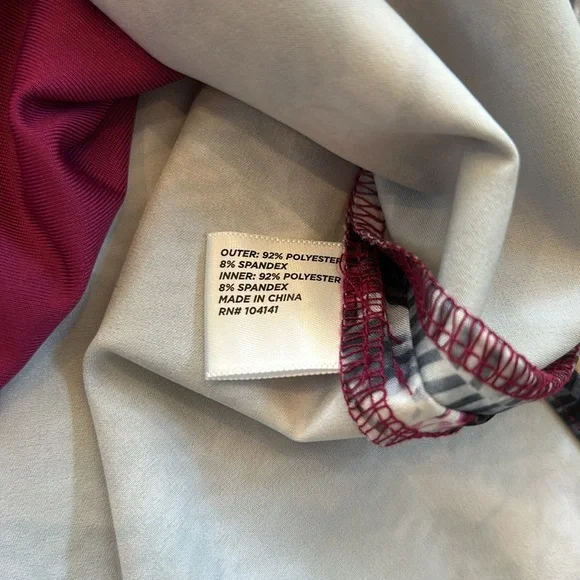 OUTER: 92% POLYESTER
8% SPANDEX
INNER: 92% POLYESTER
8% SPANDEX
MADE IN CHINA
RN# 104141